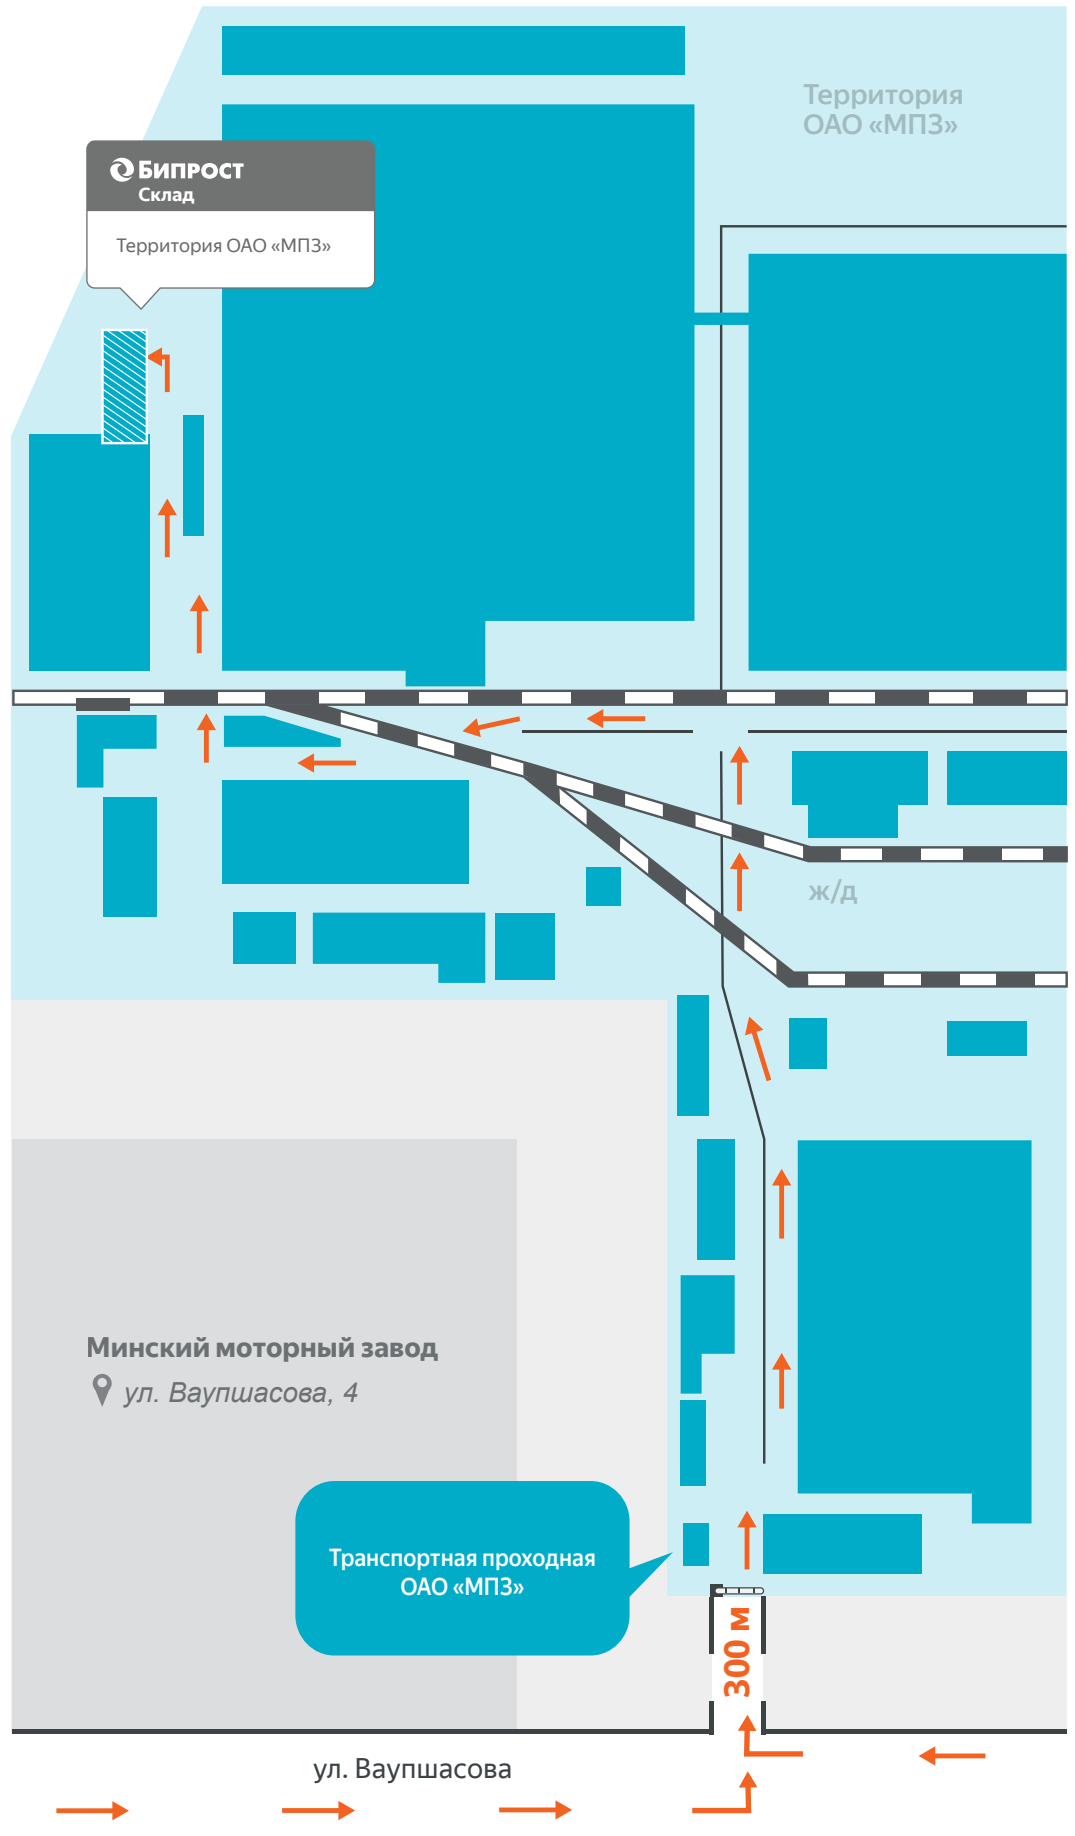 Территория
ОАО «МПЗ»
Бипрост
Склад
Территория ОАО «МПЗ»
ж/д
Минский моторный завод
ул. Ваупшасова, 4
Транспортная проходная
ОАО «МПЗ»
300 м
ул. Ваупшасова